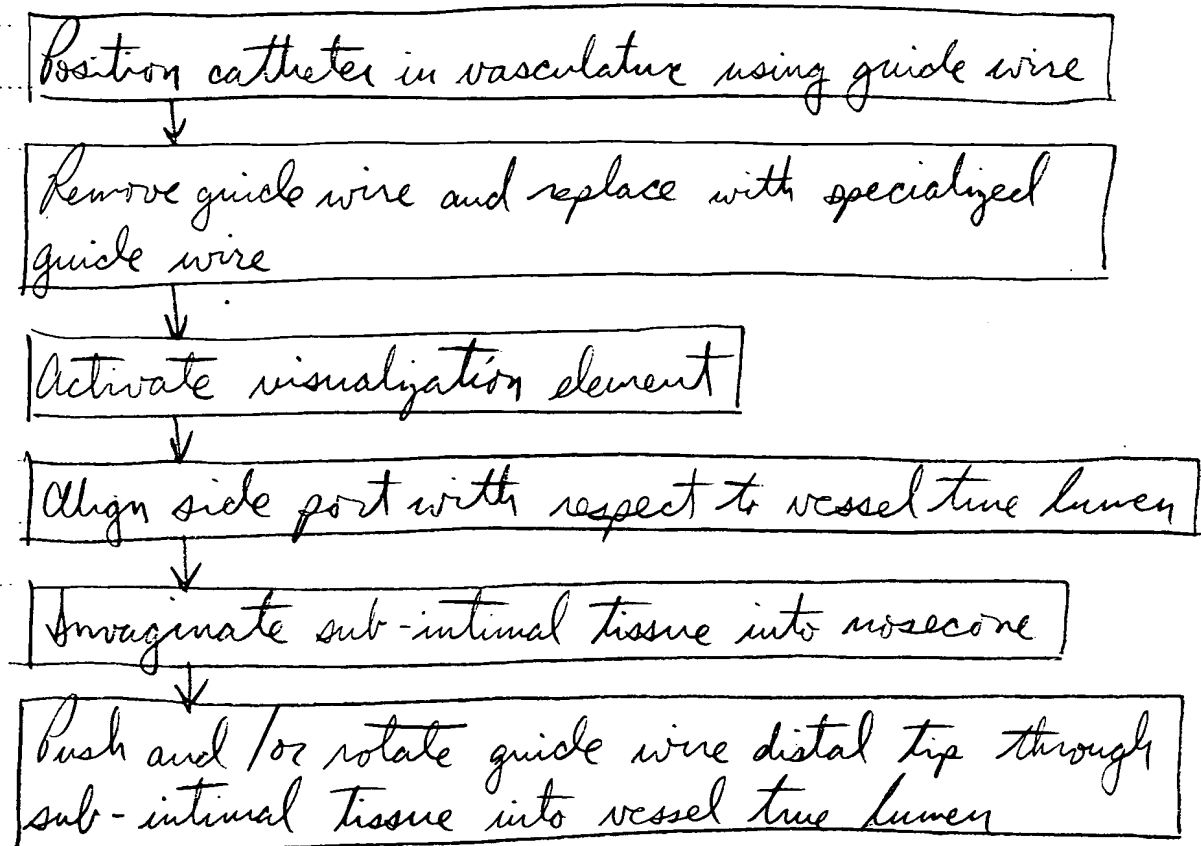 Position catheter in vasculature using guide wire
Remove guide wire and replace with specialized
guide wire
Activate visualization element
Align side port with respect to vessel true lumen
Invaginate sub-intimal tissue into nosecone
Push and/or rotate guide wire distal tip through
sub-intimal tissue into vessel true lumen